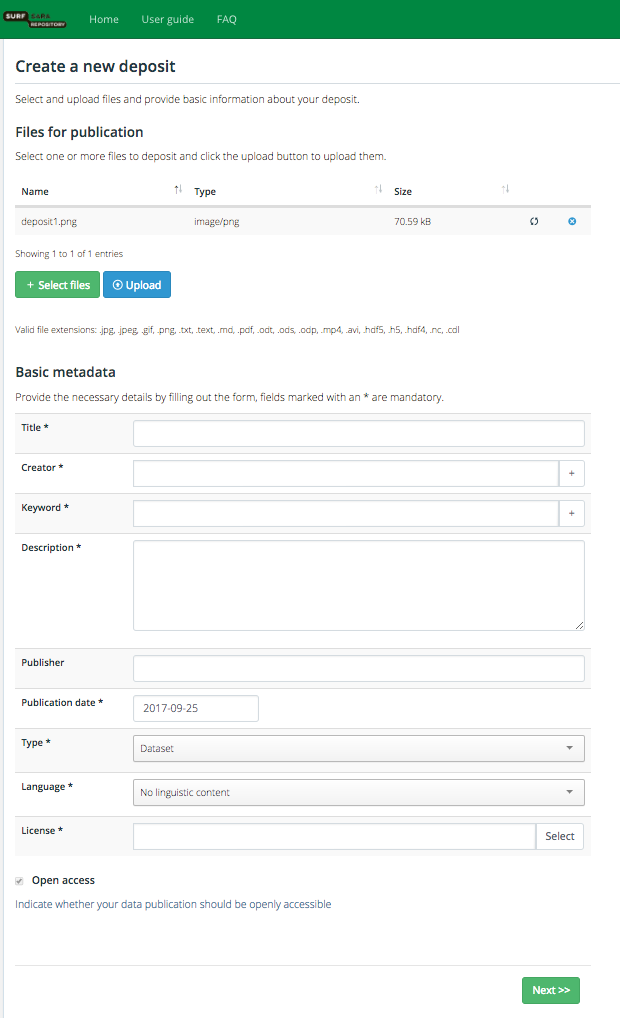 SURF SARA
REPOSITORY
Home User guide FAQ
Create a new deposit
Select and upload files and provide basic information about your deposit.
Files for publication
Select one or more files to deposit and click the upload button to upload them.
Name Type Size
deposit1.png image/png 70.59 kB
Showing 1 to 1 of 1 entries
+ Select files Upload
Valid file extensions: .jpg, .jpeg, .gif, .png, .txt, .text, .md, .pdf, .odt, .ods, .odp, .mp4, .avi, .hdf5, .h5, .hdf4, .nc, .cdl
Basic metadata
Provide the necessary details by filling out the form, fields marked with an * are mandatory.
Title *
Creator * +
Keyword * +
Description *
Publisher
Publication date * 2017-09-25
Type * Dataset
Language * No linguistic content
License * Select
Open access
Indicate whether your data publication should be openly accessible
Next >>